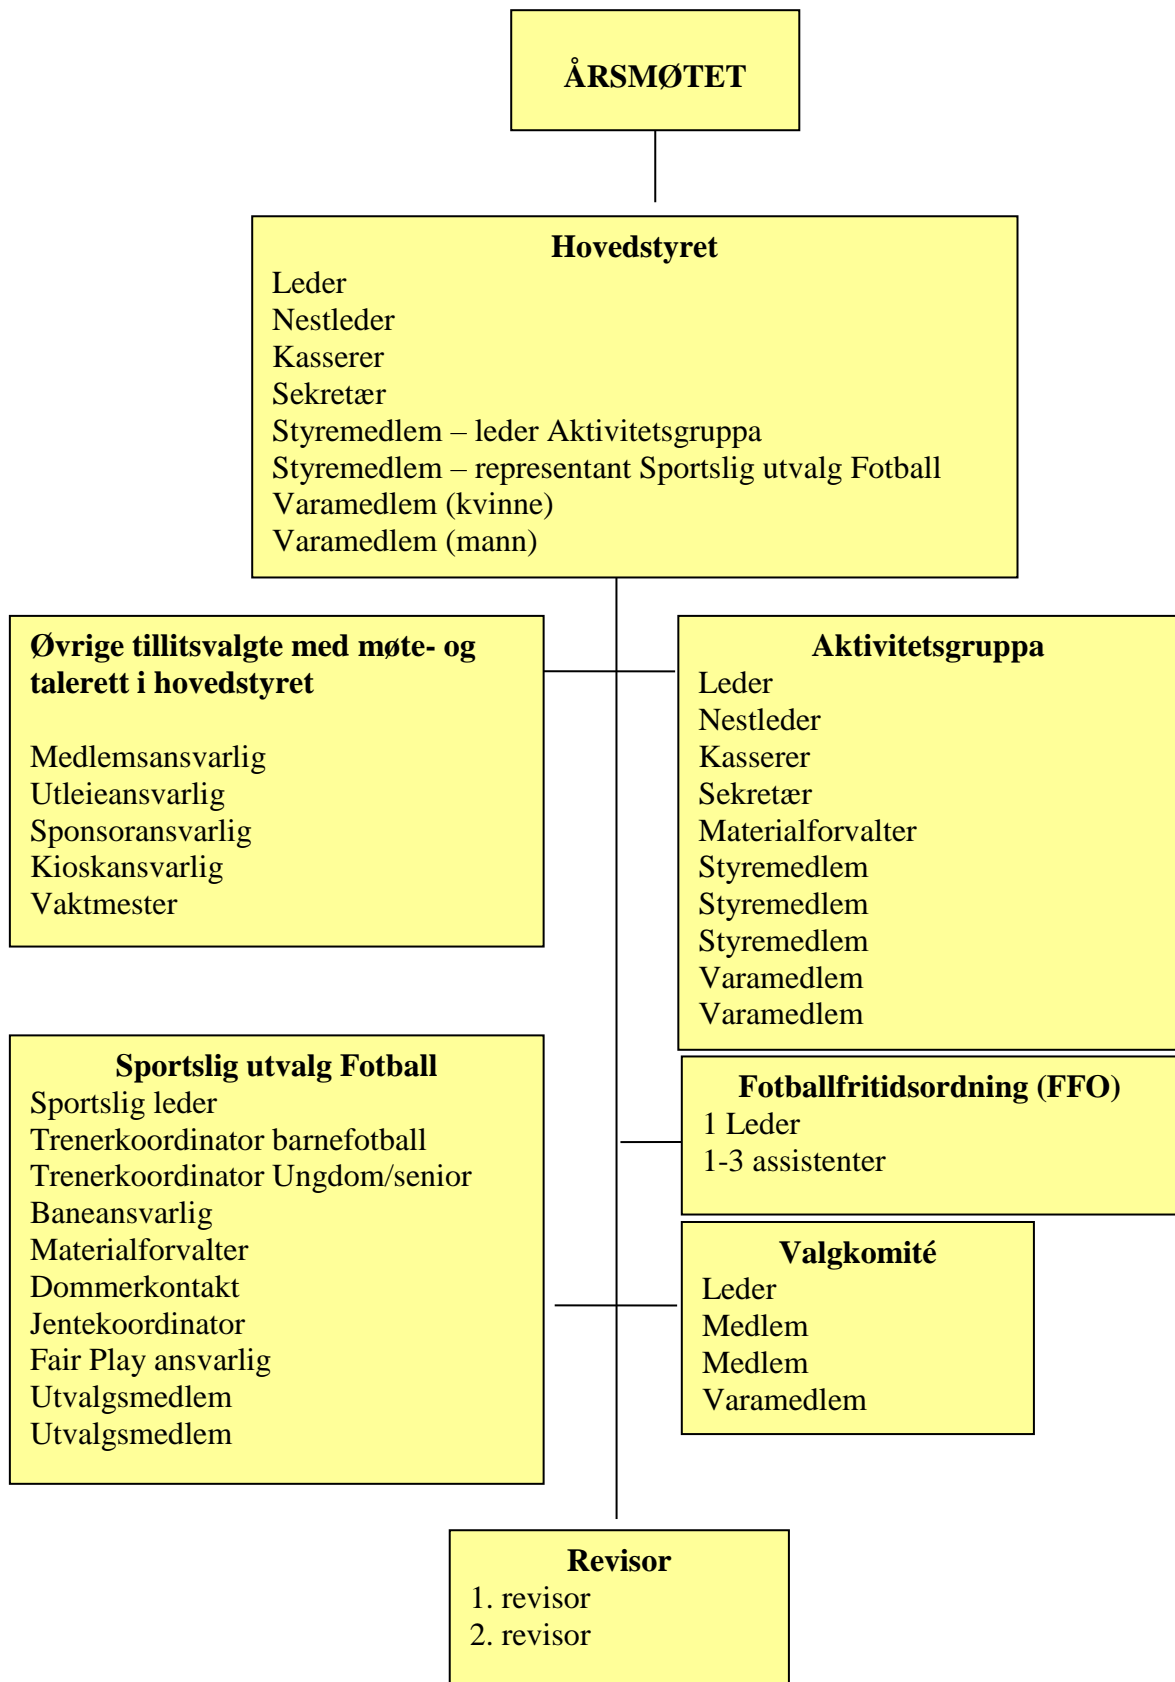 ÅRSMØTET
Hovedstyret
Leder
Nestleder
Kasserer
Sekretær
Styremedlem – leder Aktivitetsgruppa
Styremedlem – representant Sportslig utvalg Fotball
Varamedlem (kvinne)
Varamedlem (mann)
Øvrige tillitsvalgte med møte- og
talerett i hovedstyret
Medlemsansvarlig
Utleieansvarlig
Sponsoransvarlig
Kioskansvarlig
Vaktmester
Aktivitetsgruppa
Leder
Nestleder
Kasserer
Sekretær
Materialforvalter
Styremedlem
Styremedlem
Styremedlem
Varamedlem
Varamedlem
Sportslig utvalg Fotball
Sportslig leder
Trenerkoordinator barnefotball
Trenerkoordinator Ungdom/senior
Baneansvarlig
Materialforvalter
Dommerkontakt
Jentekoordinator
Fair Play ansvarlig
Utvalgsmedlem
Utvalgsmedlem
Fotballfritidsordning (FFO)
1 Leder
1-3 assistenter
Valgkomité
Leder
Medlem
Medlem
Varamedlem
Revisor
1. revisor
2. revisor